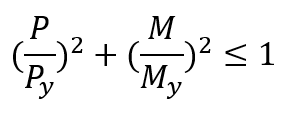 (P/P_y)² + (M/M_y)² ≤ 1